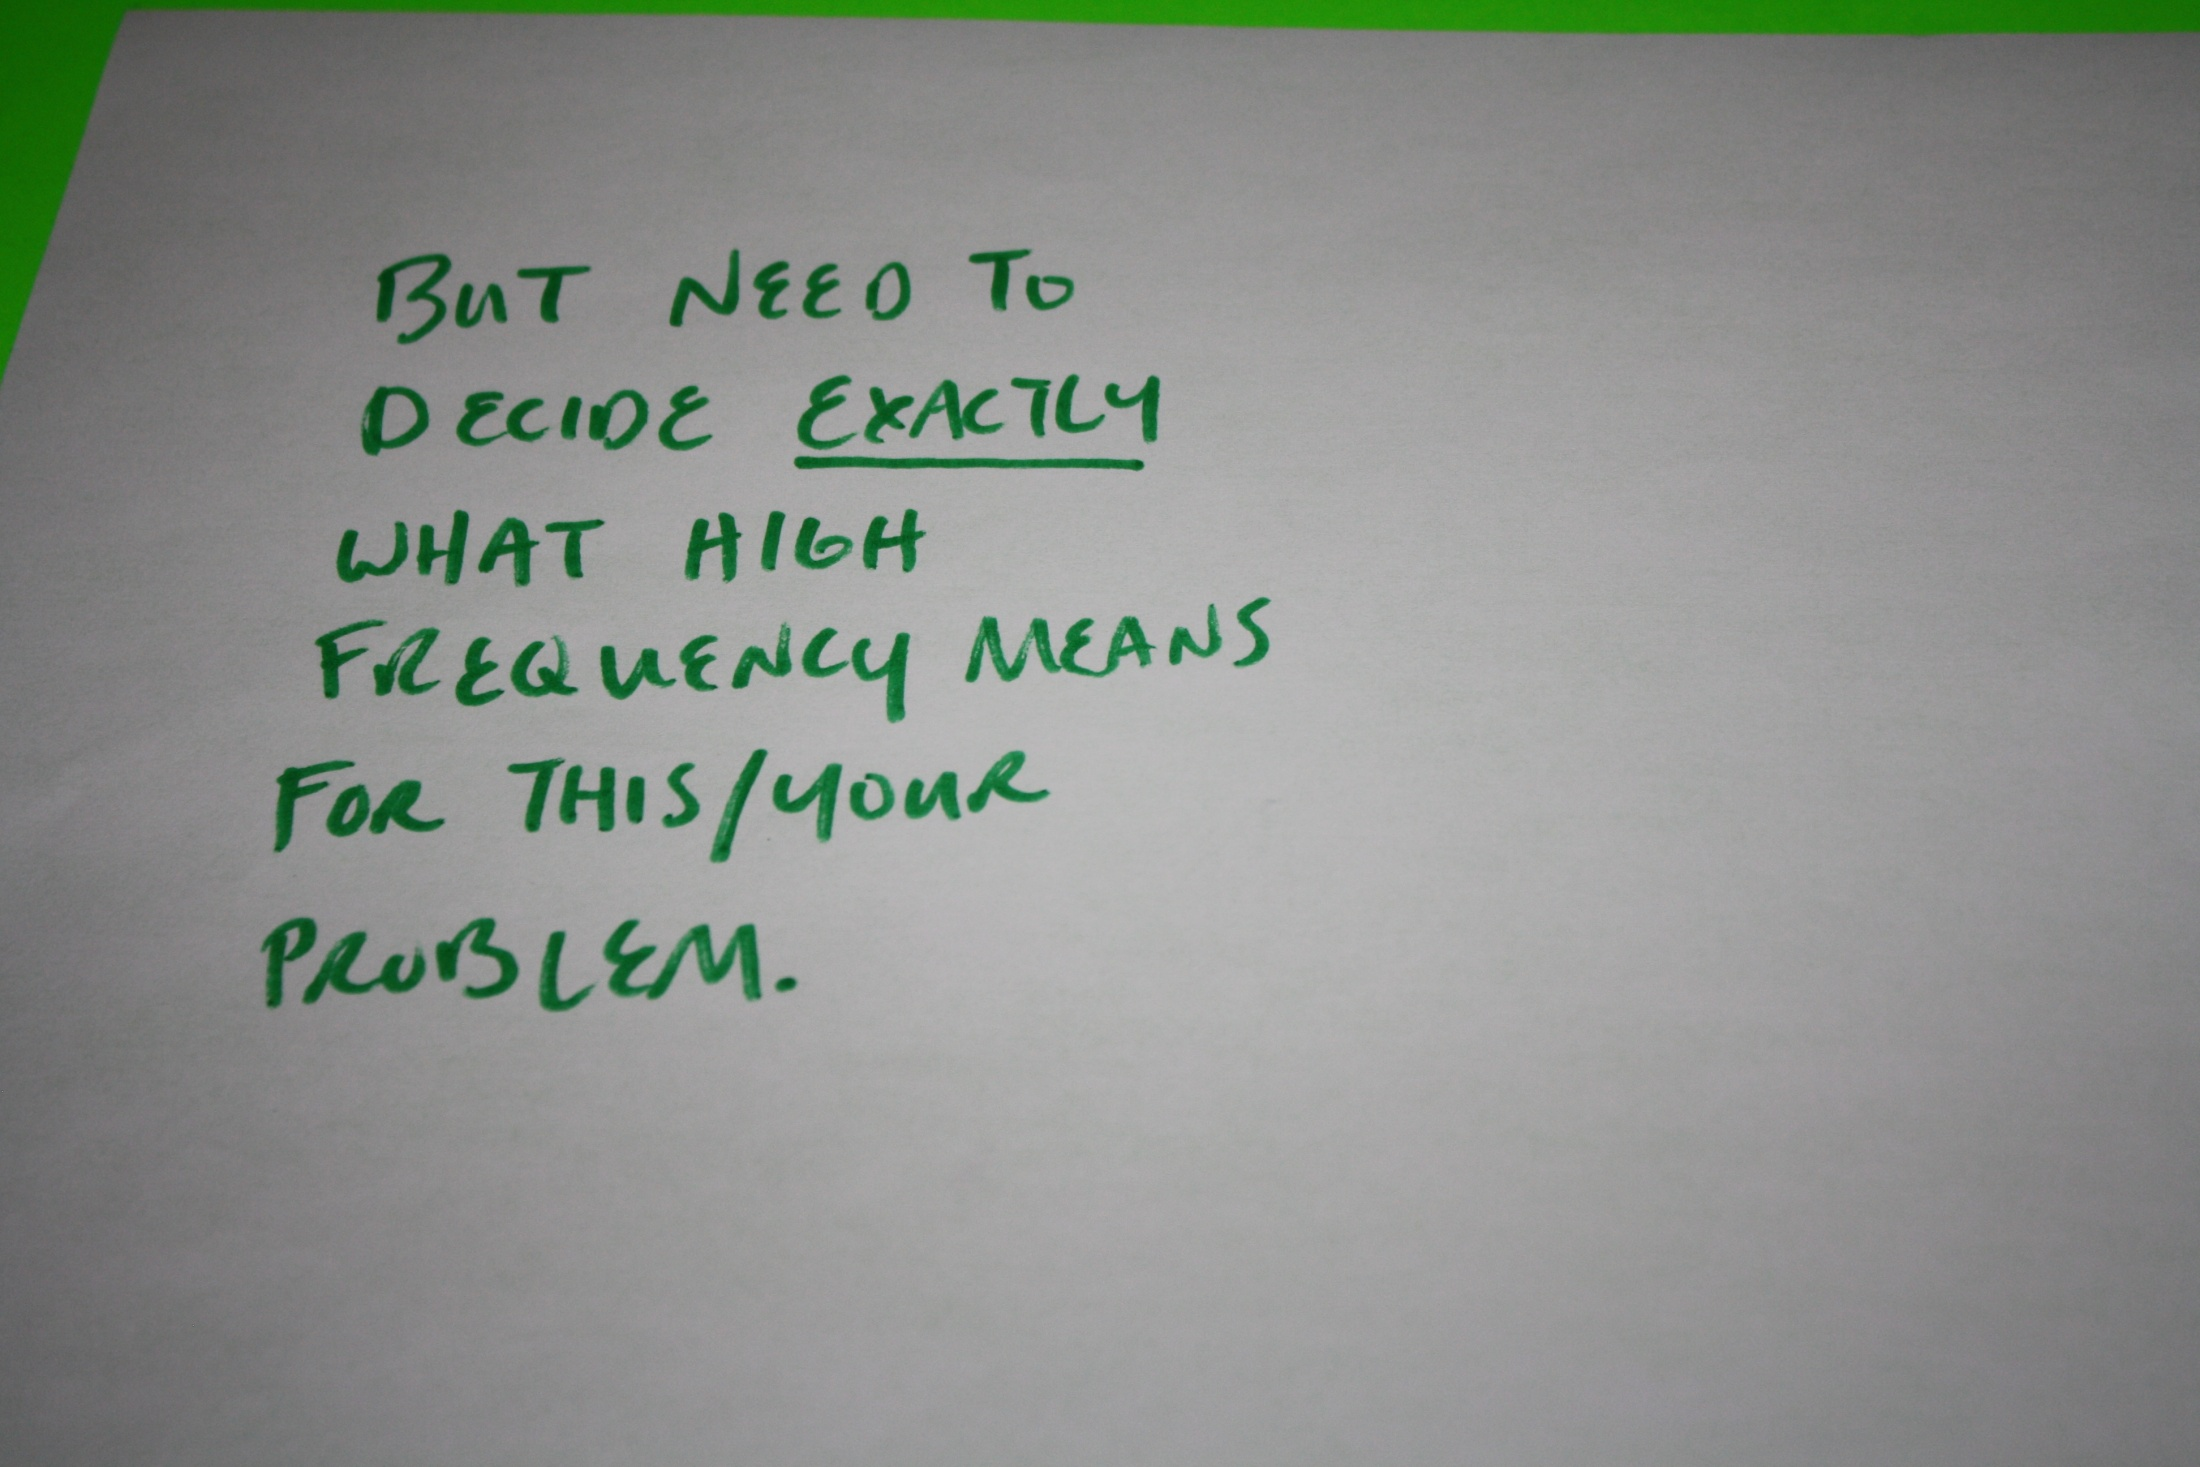 BUT NEED TO
DECIDE EXACTLY
WHAT HIGH
FREQUENCY MEANS
FOR THIS/YOUR
PROBLEM.